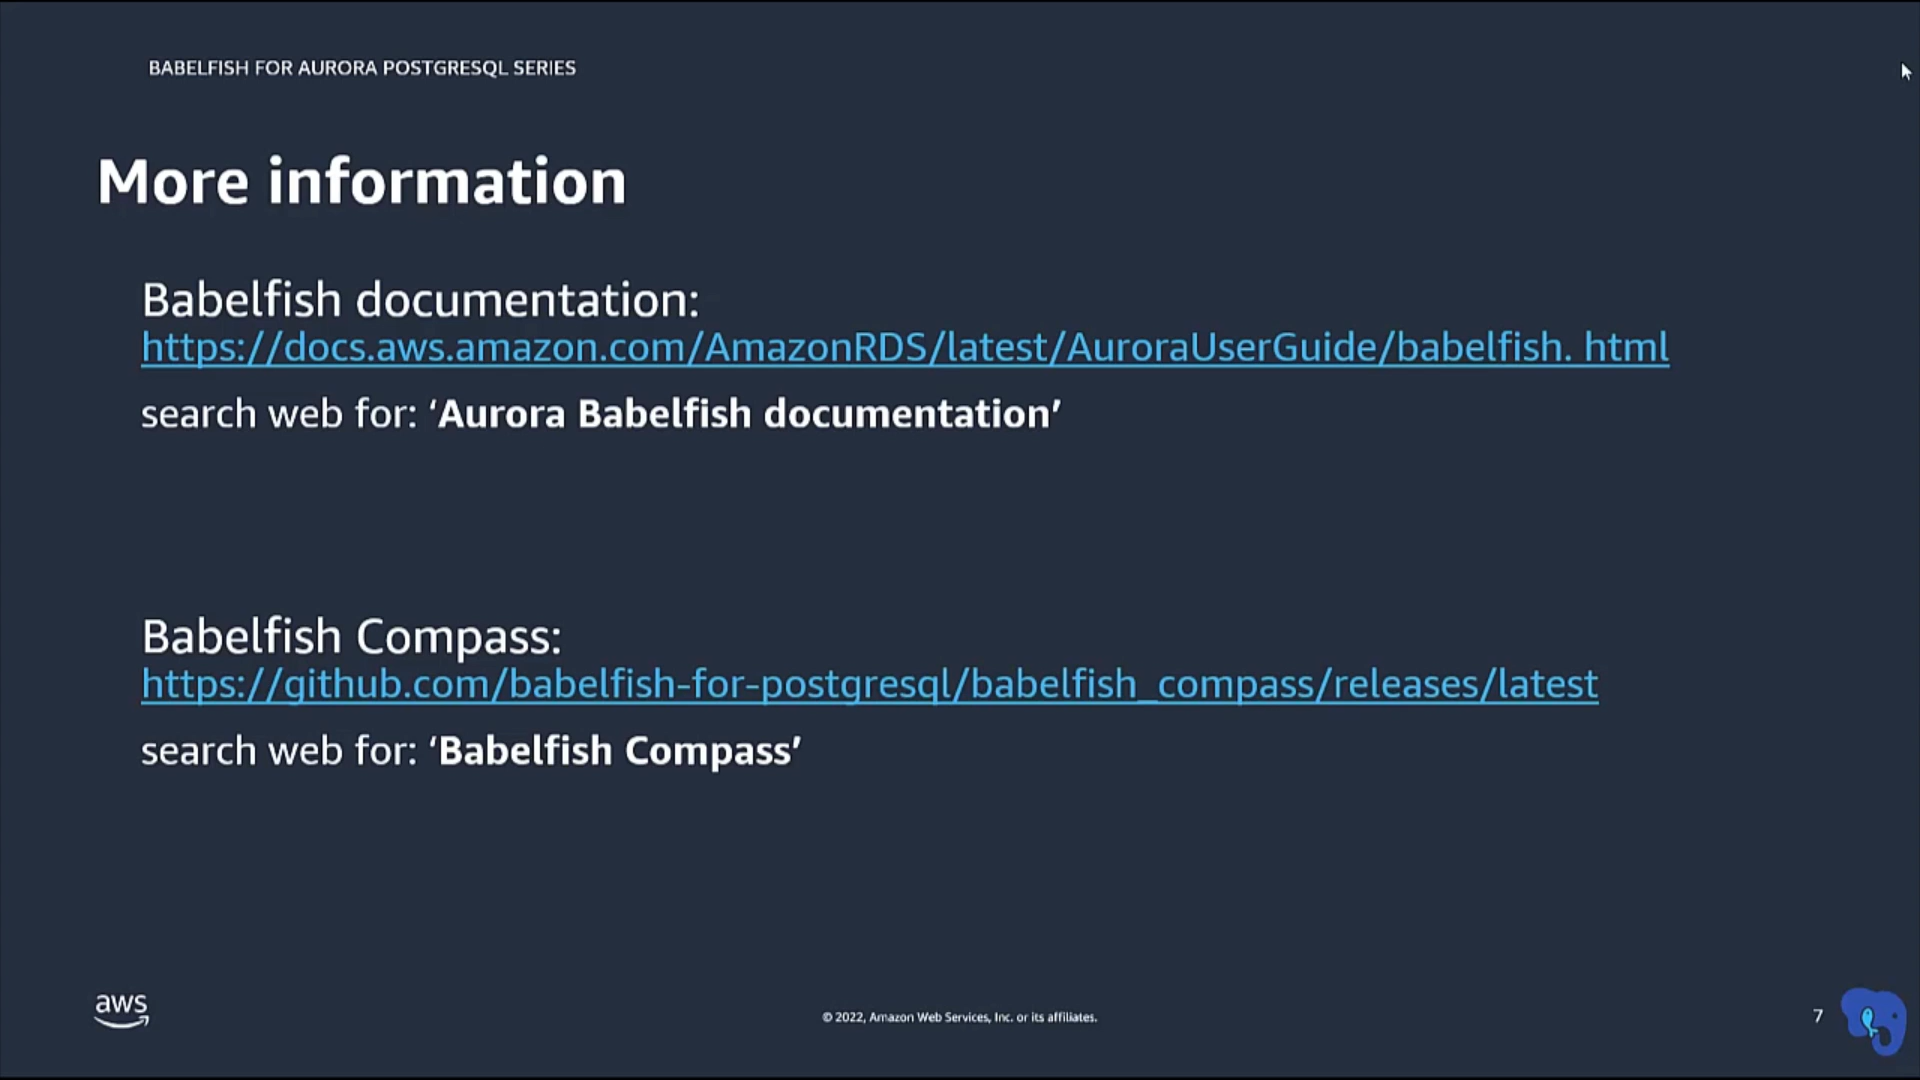 BABELFISH FOR AURORA POSTGRESQL SERIES
More information
Babelfish documentation:
https://docs.aws.amazon.com/AmazonRDS/latest/AuroraUserGuide/babelfish. html
search web for: ‘Aurora Babelfish documentation’
Babelfish Compass:
https://github.com/babelfish-for-postgresql/babelfish_compass/releases/latest
search web for: ‘Babelfish Compass’
aws
© 2022, Amazon Web Services, Inc. or its affiliates.
7